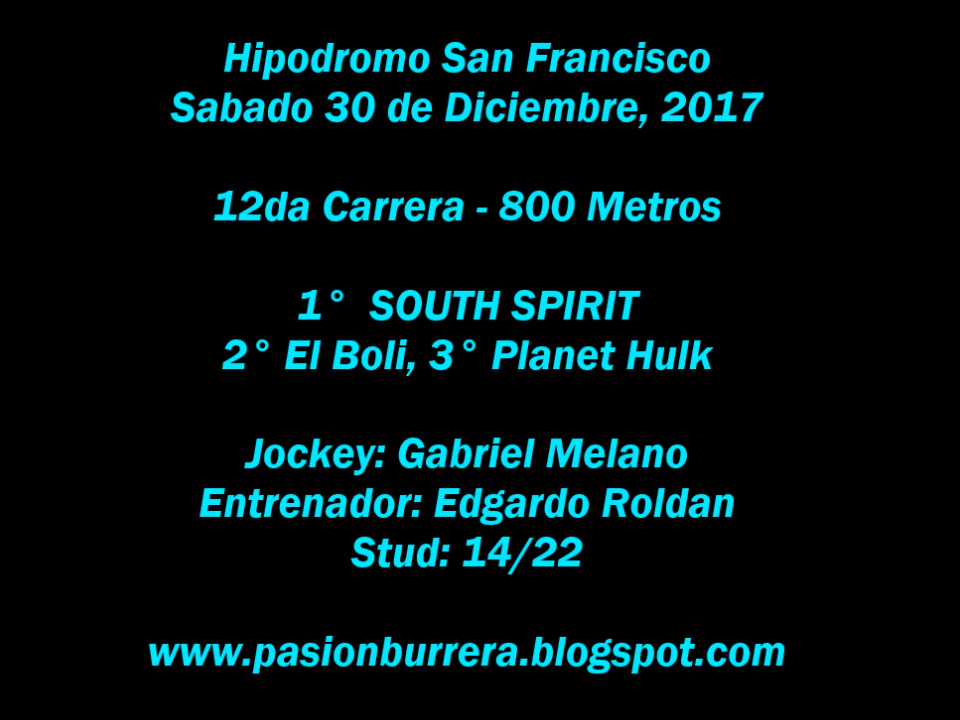 Hipodromo San Francisco
Sabado 30 de Diciembre, 2017
12da Carrera - 800 Metros
1° SOUTH SPIRIT
2° El Boli, 3° Planet Hulk
Jockey: Gabriel Melano
Entrenador: Edgardo Roldan
Stud: 14/22
www.pasionburrera.blogspot.com